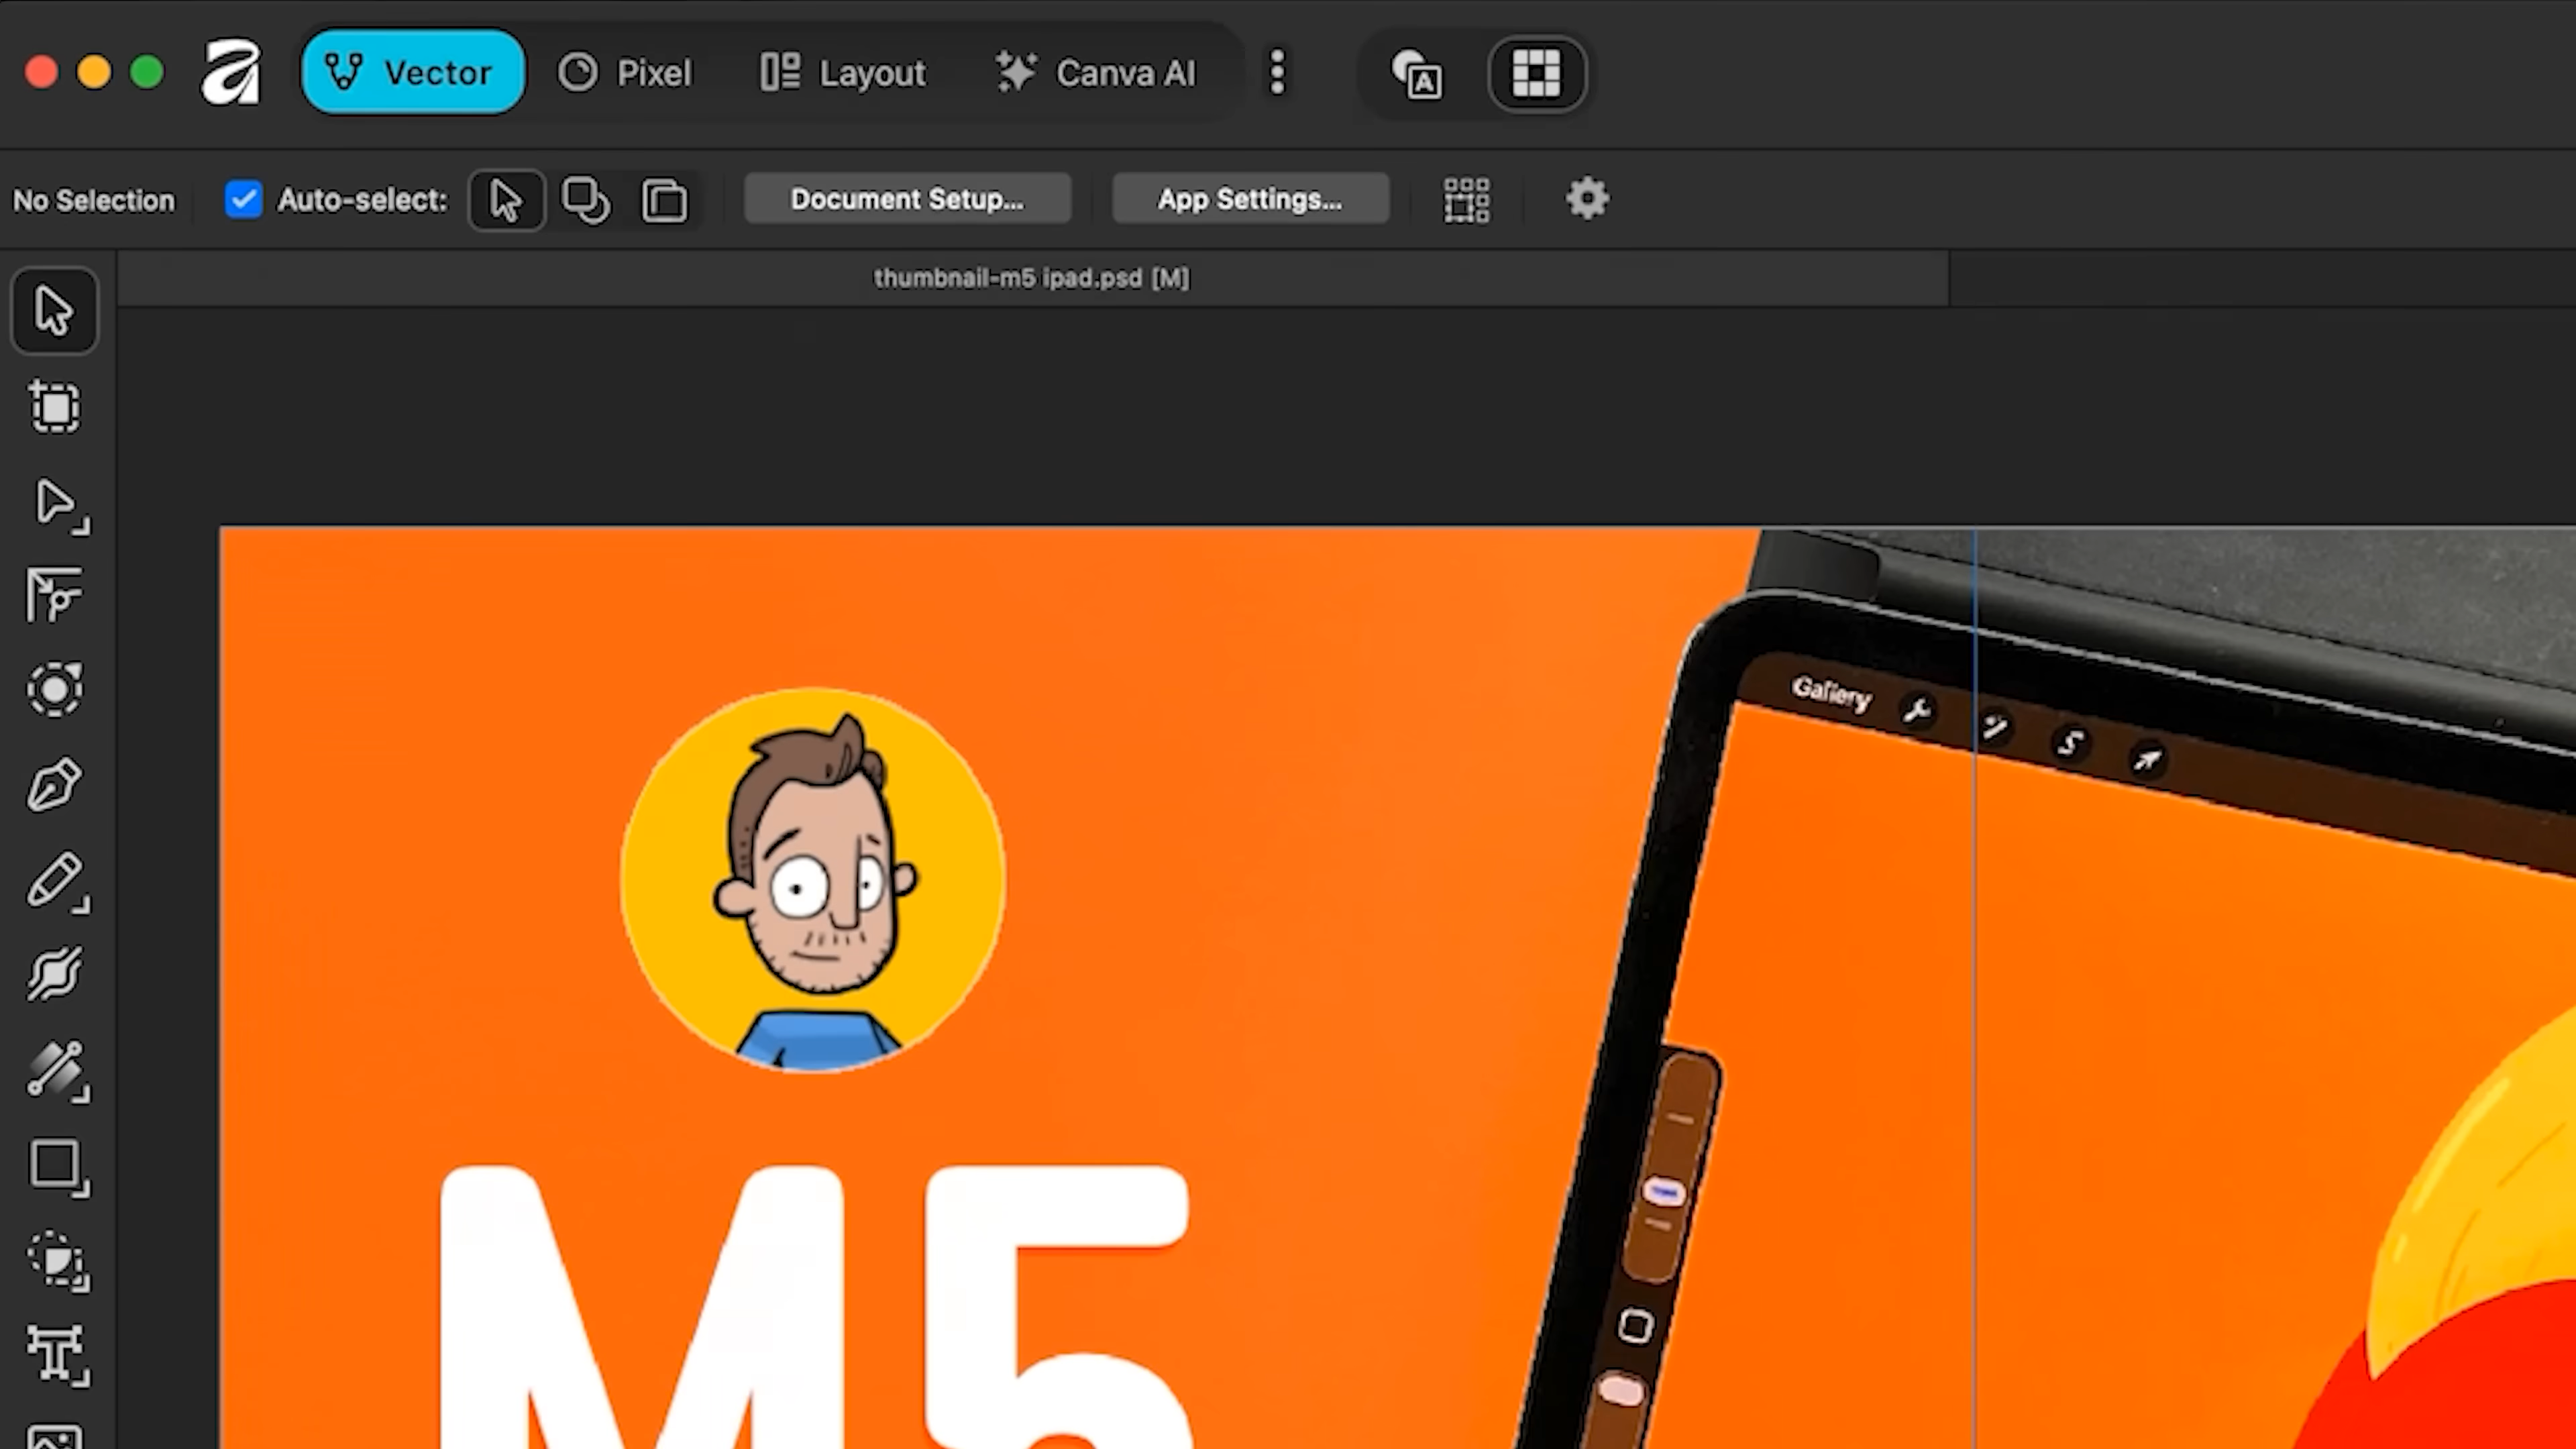 Vector Pixel Layout Canva AI
No Selection Auto-select: Document Setup... App Settings...
thumbnail-m5 ipad.psd [M]
Gallery
M5